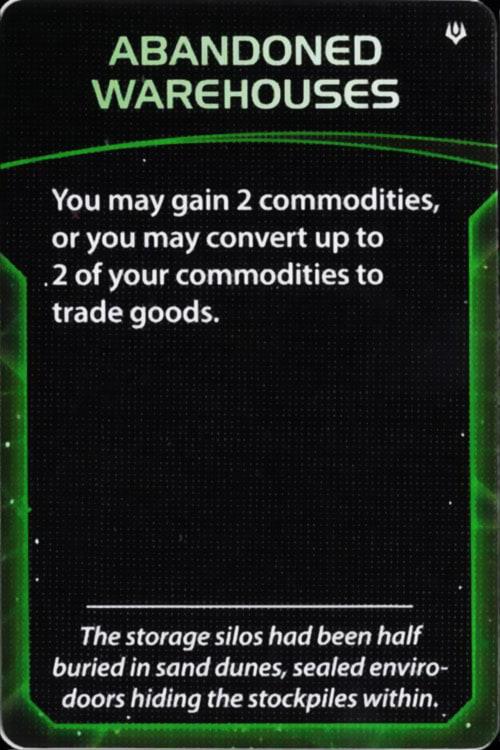 ABANDONED
WAREHOUSES
You may gain 2 commodities,
or you may convert up to
2 of your commodities to
trade goods.
The storage silos had been half
buried in sand dunes, sealed enviro-
doors hiding the stockpiles within.